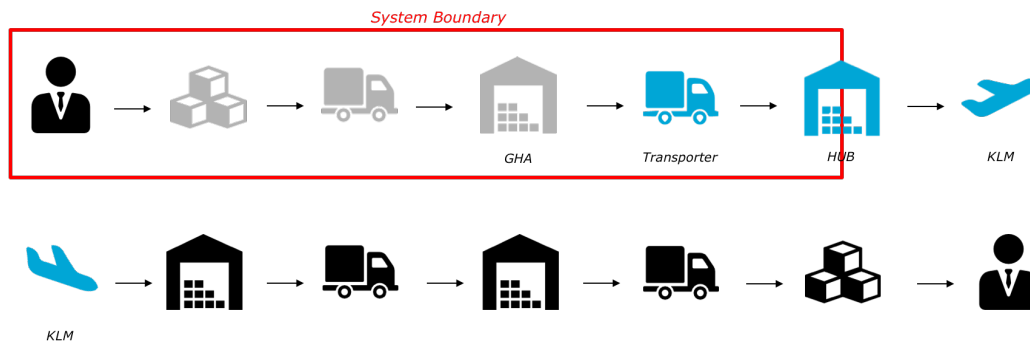 System Boundary
GHA
Transporter
HUB
KLM
KLM